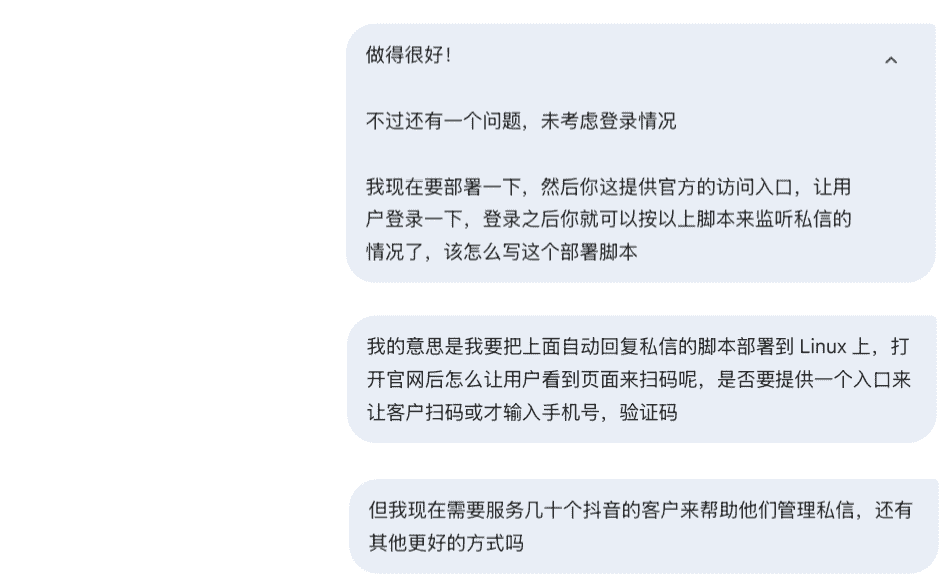 做得很好！
不过还有一个问题，未考虑登录情况
我现在要部署一下，然后你这提供官方的访问入口，让用
户登录一下，登录之后你就可以按以上脚本来监听私信的
情况了，该怎么写这个部署脚本
我的意思是我要把上面自动回复私信的脚本部署到 Linux 上，打
开官网后怎么让用户看到页面来扫码呢，是否要提供一个入口来
让客户扫码或才输入手机号，验证码
但我现在需要服务几十个抖音的客户来帮助他们管理私信，还有
其他更好的方式吗